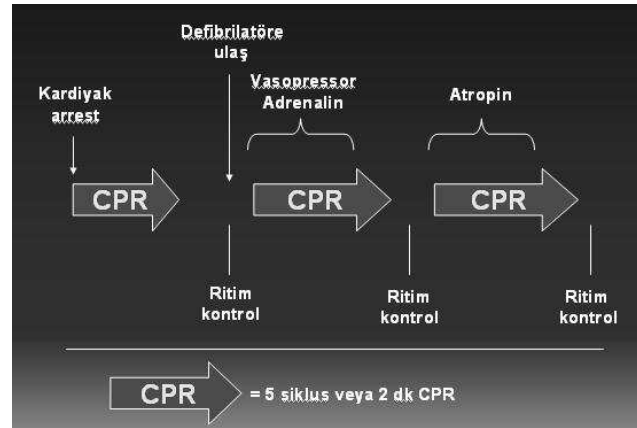 Defibrilatöre
ulaş
Kardiyak
arrest
Vasopressor
Adrenalin
Atropin
CPR
CPR
CPR
Ritim
kontrol
Ritim
kontrol
Ritim
kontrol
CPR
= 5 siklus veya 2 dk CPR